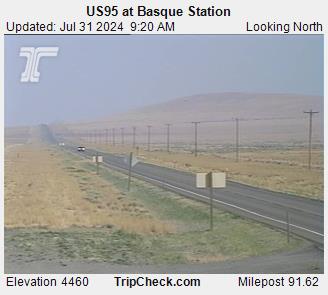 US95 at Basque Station
Updated: Jul 31 2024 9:20 AM Looking North
Elevation 4460 TripCheck.com Milepost 91.62